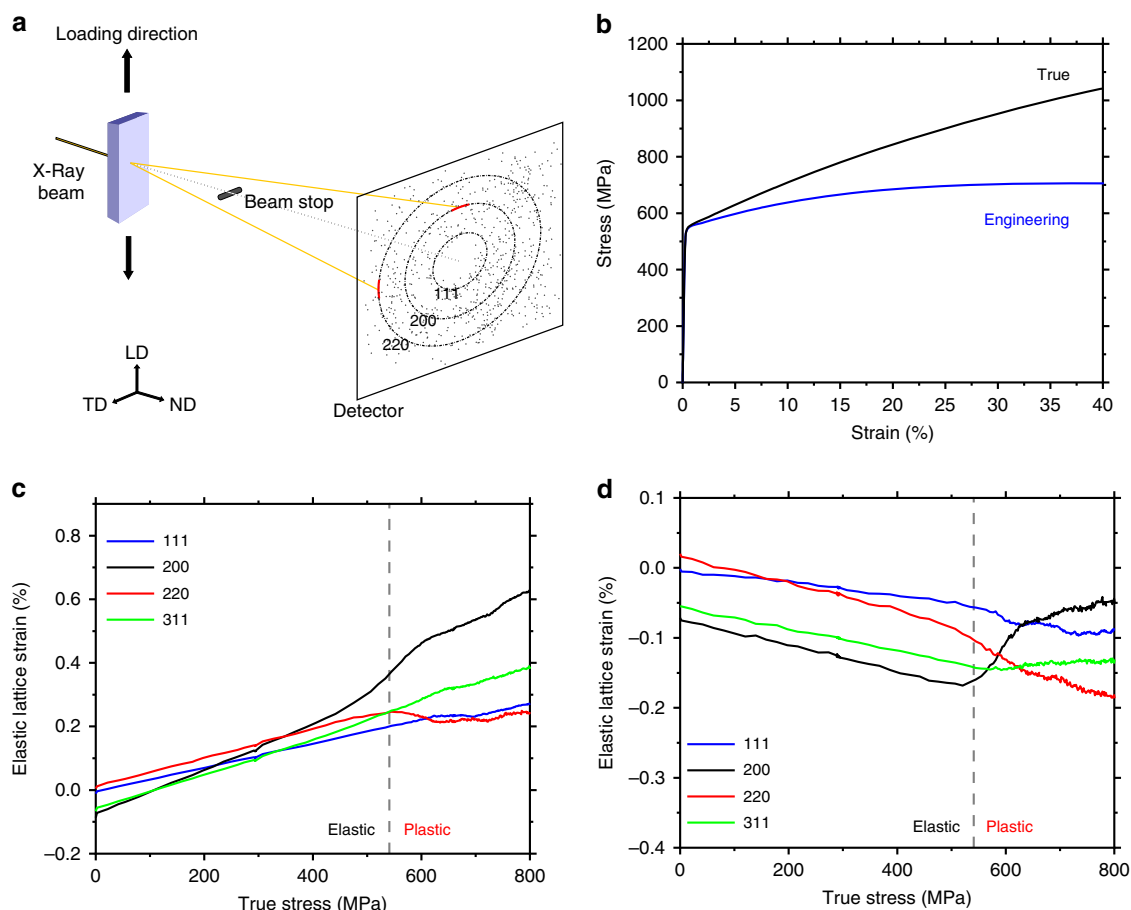 a
Loading direction
X-Ray
beam
Beam stop
111
200
220
LD
TD
ND
Detector
b
1200
1000
800
600
400
200
0
Stress (MPa)
True
Engineering
0 5 10 15 20 25 30 35 40
Strain (%)
c
0.8
0.6
0.4
0.2
0.0
–0.2
Elastic lattice strain (%)
111
200
220
311
Elastic Plastic
0 200 400 600 800
True stress (MPa)
d
0.1
0.0
–0.1
–0.2
–0.3
–0.4
Elastic lattice strain (%)
111
200
220
311
Elastic Plastic
0 200 400 600 800
True stress (MPa)